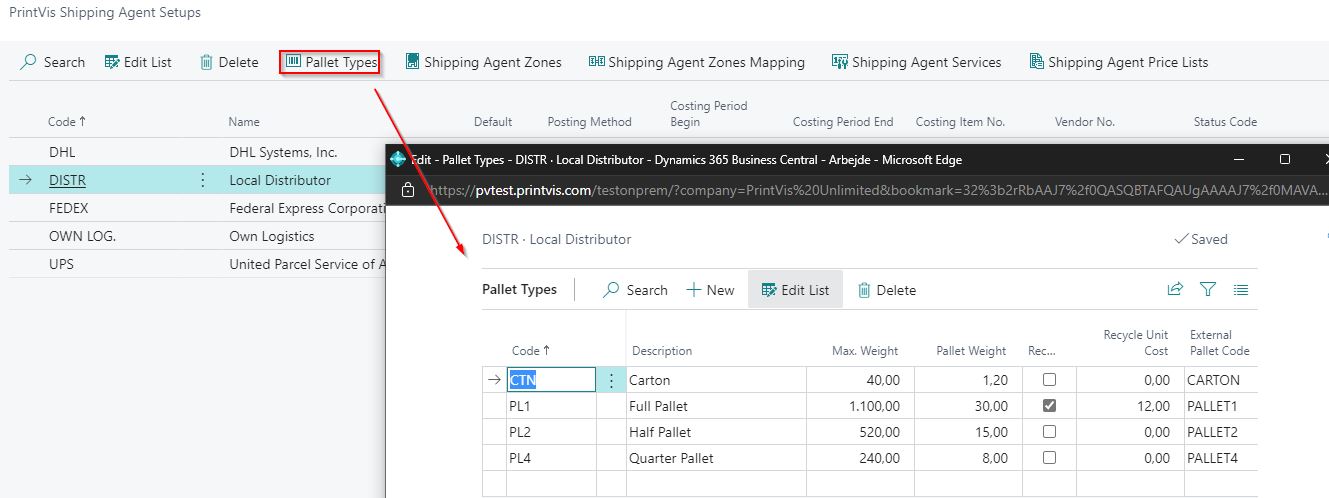 PrintVis Shipping Agent Setups
Search Edit List Delete Pallet Types Shipping Agent Zones Shipping Agent Zones Mapping Shipping Agent Services Shipping Agent Price Lists
Code ↑ Name Default Posting Method Costing Period Begin Costing Period End Costing Item No. Vendor No. Status Code
DHL DHL Systems, Inc.
DISTR Local Distributor
FEDEX Federal Express Corporati
OWN LOG. Own Logistics
UPS United Parcel Service of A
Edit - Pallet Types - DISTR · Local Distributor - Dynamics 365 Business Central - Arbejde - Microsoft Edge
https://pvtest.printvis.com/testonprem/?company=PrintVis%20Unlimited&bookmark=32%3b2rRbAAJ7%2f0QASQBTAFQAUgAAAAJ7%2f0MAVA...
DISTR · Local Distributor Saved
Pallet Types Search New Edit List Delete
Code ↑ Description Max. Weight Pallet Weight Rec... Recycle Unit Cost External Pallet Code
CTN Carton 40,00 1,20 0,00 CARTON
PL1 Full Pallet 1.100,00 30,00 12,00 PALLET1
PL2 Half Pallet 520,00 15,00 0,00 PALLET2
PL4 Quarter Pallet 240,00 8,00 0,00 PALLET4